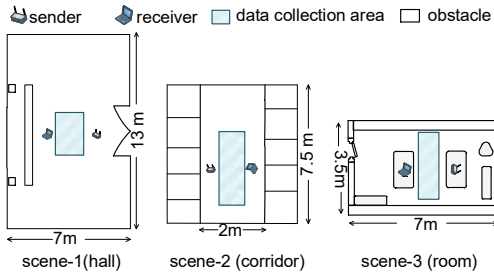 sender receiver data collection area obstacle
13 m
7m
7.5 m
2m
3.5m
7m
scene-1(hall) scene-2 (corridor) scene-3 (room)